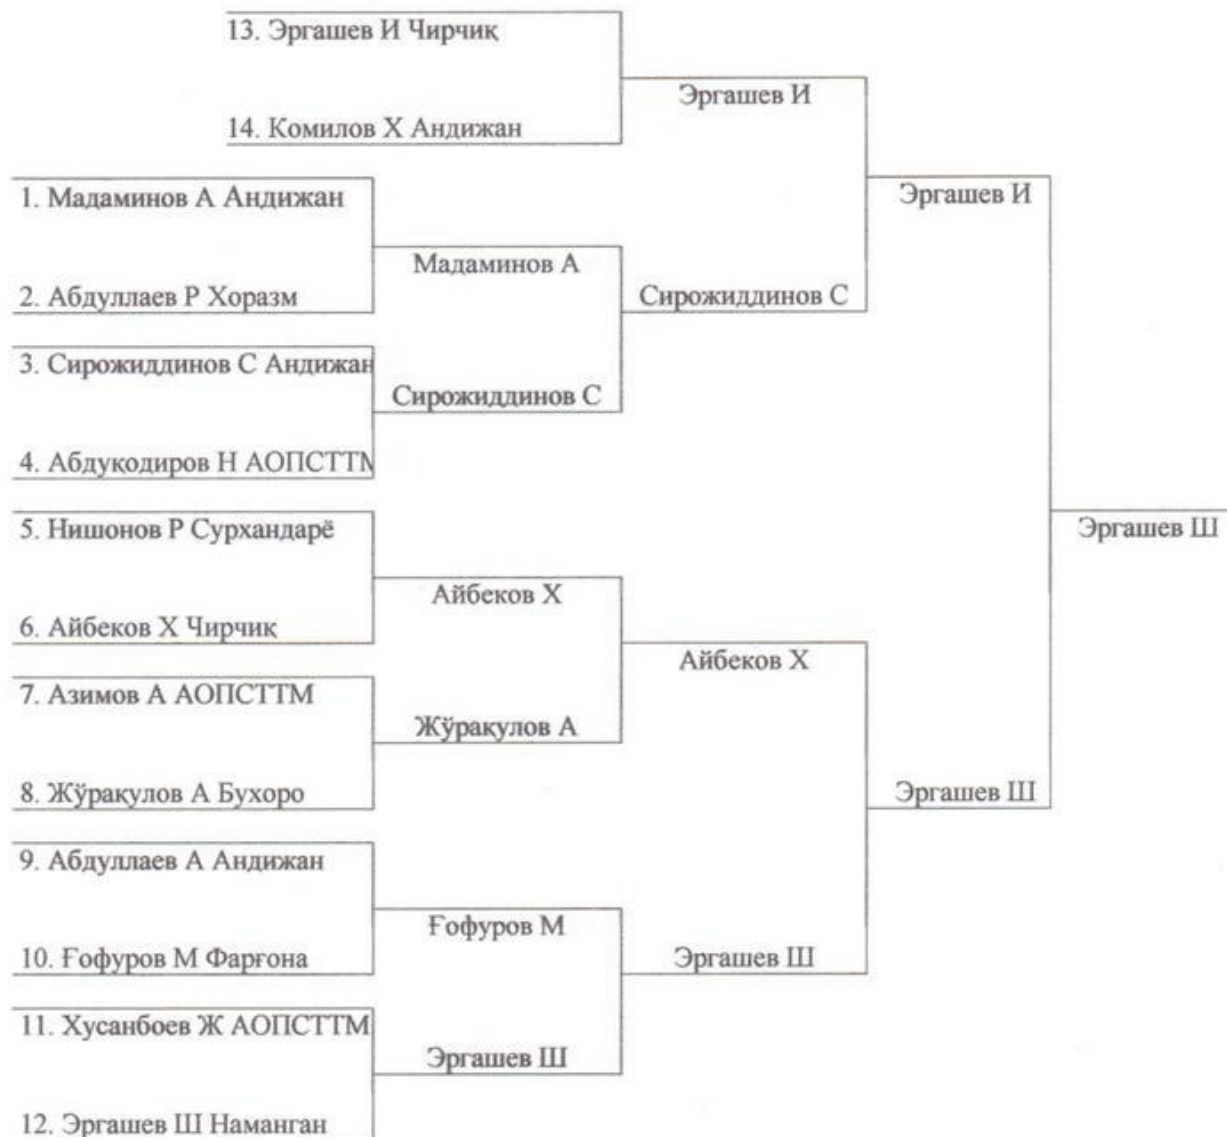 13. Эргашев И Чирчиқ
Эргашев И
14. Комилов Х Андижан
1. Мадаминов А Андижан
Эргашев И
Мадаминов А
2. Абдуллаев Р Хоразм
Сирожиддинов С
3. Сирожиддинов С Андижан
Сирожиддинов С
4. Абдуқодиров Н АОПСТТМ
5. Нишонов Р Сурхандарё
Эргашев Ш
Айбеков Х
6. Айбеков Х Чирчиқ
Айбеков Х
7. Азимов А АОПСТТМ
Жўрақулов А
8. Жўрақулов А Бухоро
Эргашев Ш
9. Абдуллаев А Андижан
Ғофуров М
10. Ғофуров М Фарғона
Эргашев Ш
11. Хусанбоев Ж АОПСТТМ
Эргашев Ш
12. Эргашев Ш Наманган